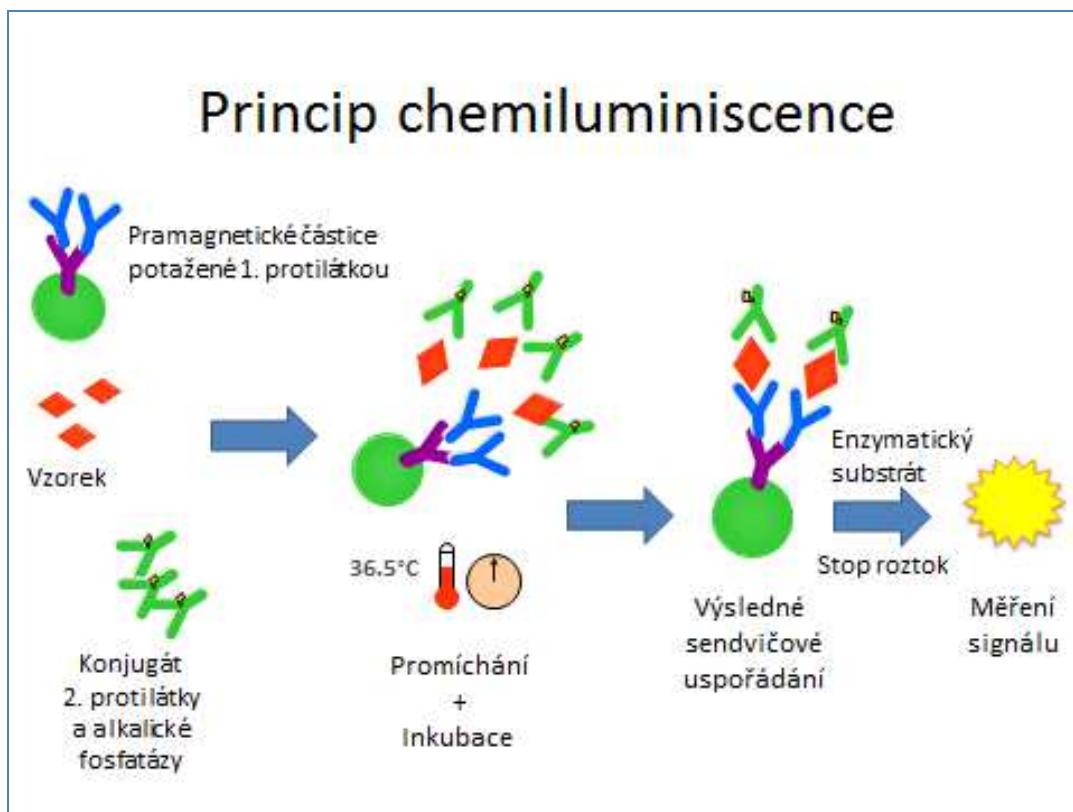 Princip chemiluminiscence
Pramagnetické částice
potažené 1. protilátkou
Vzorek
Konjugát
2. protilátky
a alkalické
fosfatázy
36.5°C
Promíchání
+
Inkubace
Výsledné
sendvičové
uspořádání
Enzymatický
substrát
Stop roztok
Měření
signálu